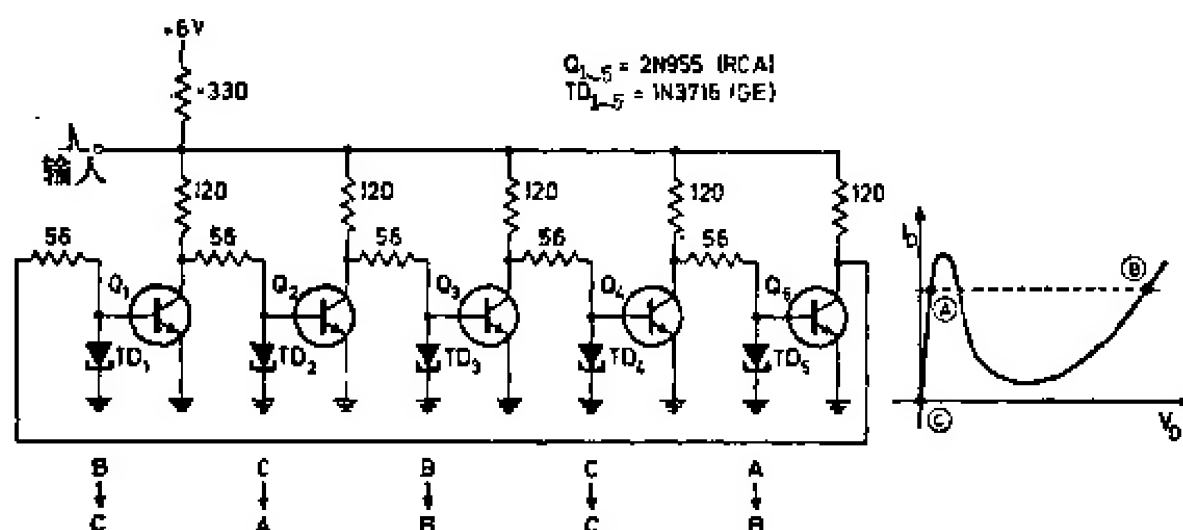 +6V
330
Q1~5 = 2N955 (RCA)
TD1~5 = 1N3716 (GE)
输入
120 120 120 120 120
56 56 56 56 56
Q1 Q2 Q3 Q4 Q5
TD1 TD2 TD3 TD4 TD5
ID
Ⓑ
Ⓐ
Ⓒ
VD
B C B C A
C A B C B